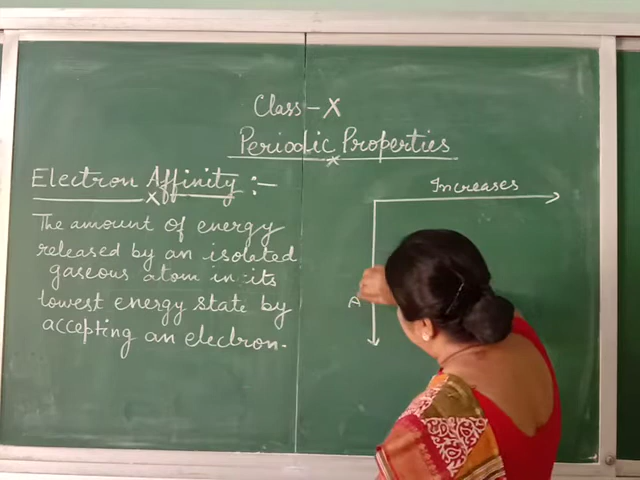 Class - X
Periodic Properties
Electron Affinity :-
The amount of energy
released by an isolated
gaseous atom in its
lowest energy state by
accepting an electron.
Increases
A